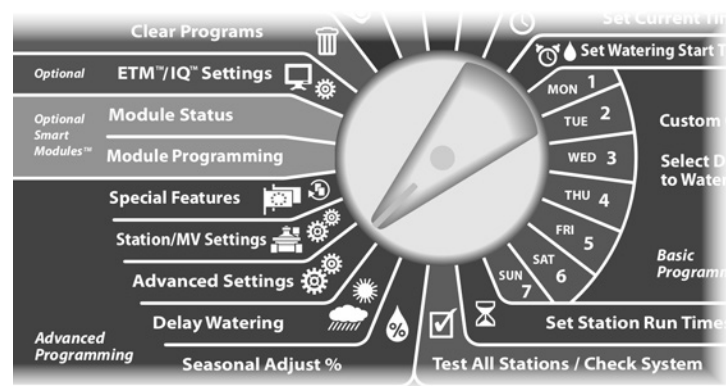 Set Current Ti
Clear Programs
Set Watering Start T
Optional
ETM™/IQ™ Settings
MON 1
Optional
Smart
Modules™
Module Status
TUE 2
Custom
Module Programming
WED 3
Select D
to Water
Special Features
THU 4
Station/MV Settings
FRI 5
Basic
Programm
SAT 6
Advanced Settings
SUN 7
Delay Watering
%
Set Station Run Time
Advanced
Programming
Seasonal Adjust %
Test All Stations / Check System